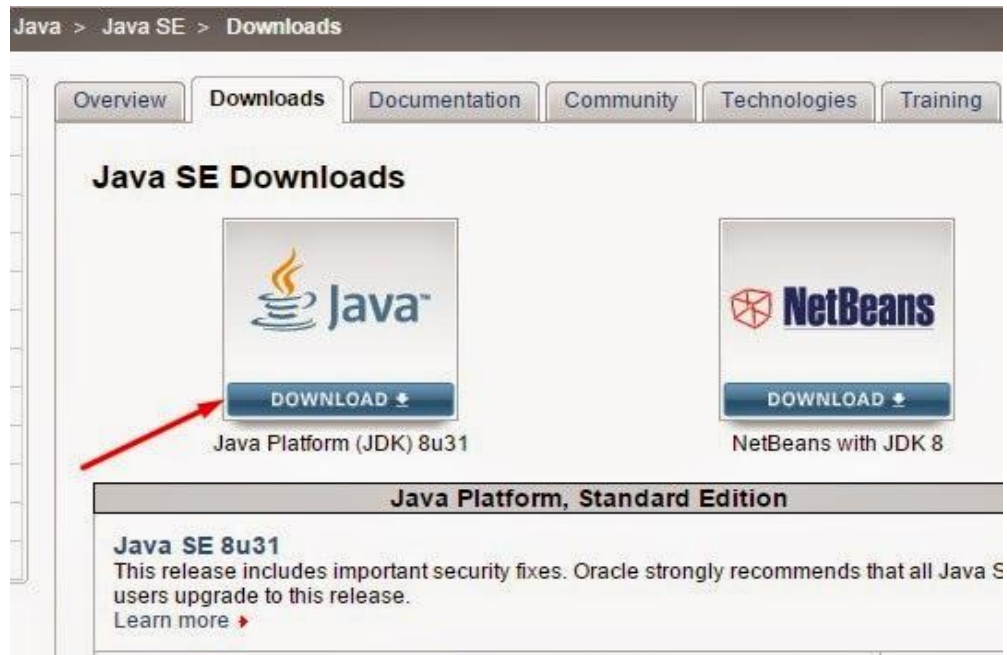 Java > Java SE > Downloads
Overview Downloads Documentation Community Technologies Training
Java SE Downloads
Java™ NetBeans
DOWNLOAD DOWNLOAD
Java Platform (JDK) 8u31 NetBeans with JDK 8
Java Platform, Standard Edition
Java SE 8u31
This release includes important security fixes. Oracle strongly recommends that all Java S
users upgrade to this release.
Learn more